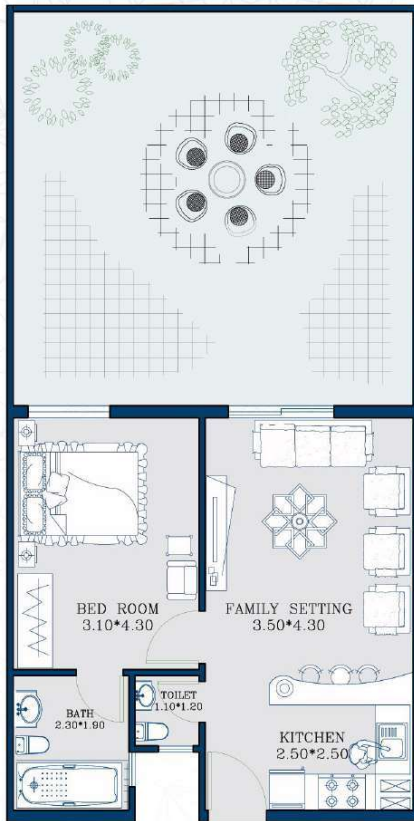 BED ROOM
3.10*4.30
FAMILY SETTING
3.50*4.30
TOILET
1.10*1.20
BATH
2.30*1.90
KITCHEN
2.50*2.50